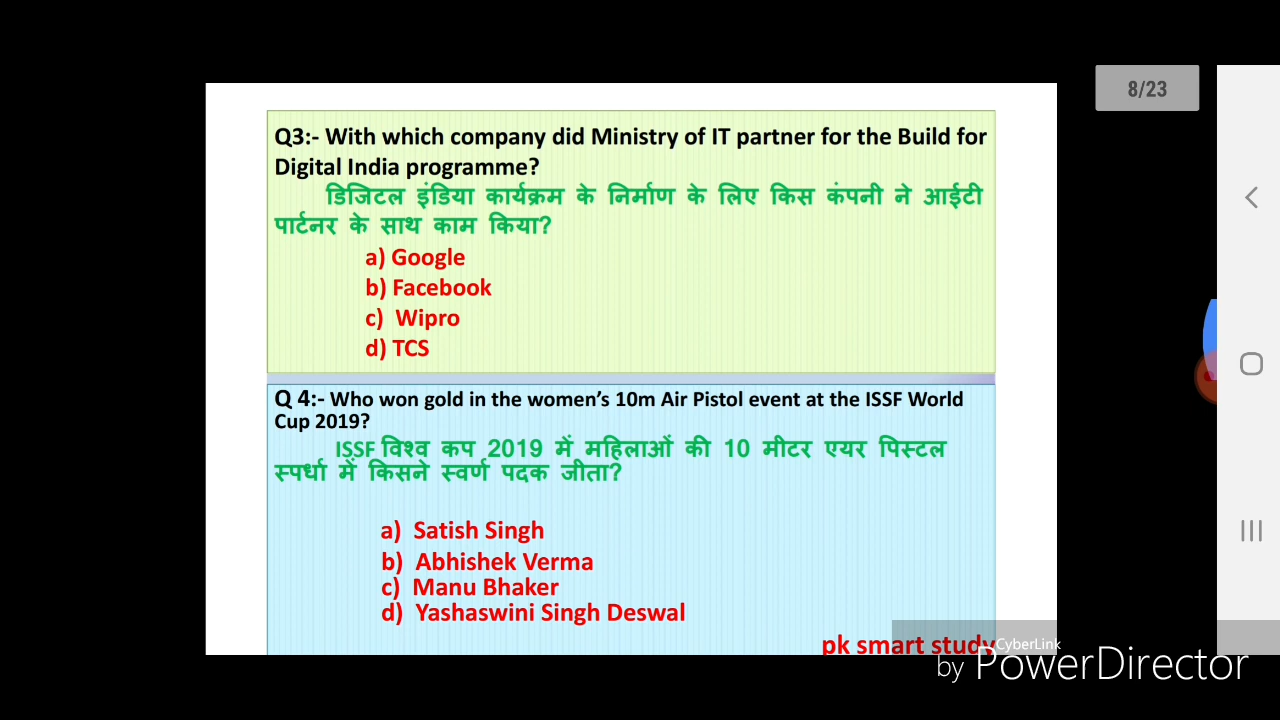 8/23
Q3:- With which company did Ministry of IT partner for the Build for
Digital India programme?
डिजिटल इंडिया कार्यक्रम के निर्माण के लिए किस कंपनी ने आईटी
पार्टनर के साथ काम किया?
a) Google
b) Facebook
c) Wipro
d) TCS
Q 4:- Who won gold in the women's 10m Air Pistol event at the ISSF World
Cup 2019?
ISSF विश्व कप 2019 में महिलाओं की 10 मीटर एयर पिस्टल
स्पर्धा में किसने स्वर्ण पदक जीता?
a) Satish Singh
b) Abhishek Verma
c) Manu Bhaker
d) Yashaswini Singh Deswal
pk smart study
CyberLink
by PowerDirector